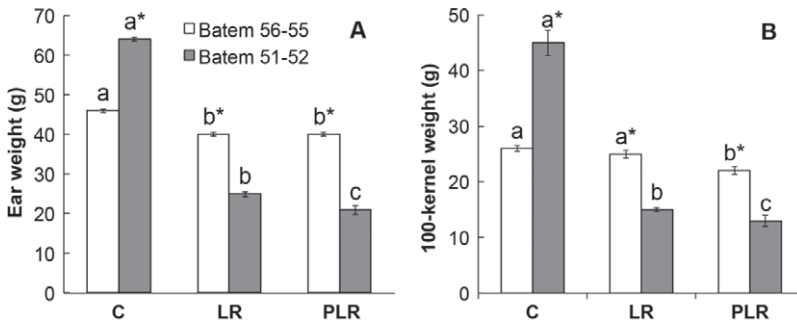 70
60
50
40
30
20
10
0
Ear weight (g)
Batem 56-55
Batem 51-52
A
a
a*
b*
b
b*
c
C LR PLR
50
40
30
20
10
0
100-kernel weight (g)
B
a
a*
a*
b
b*
c
C LR PLR